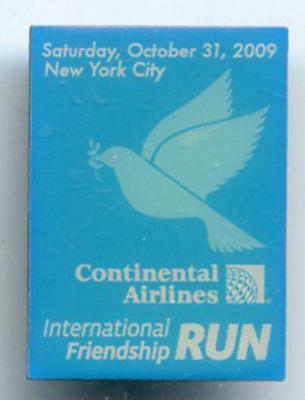 Saturday, October 31, 2009
New York City
Continental
Airlines
International
Friendship RUN